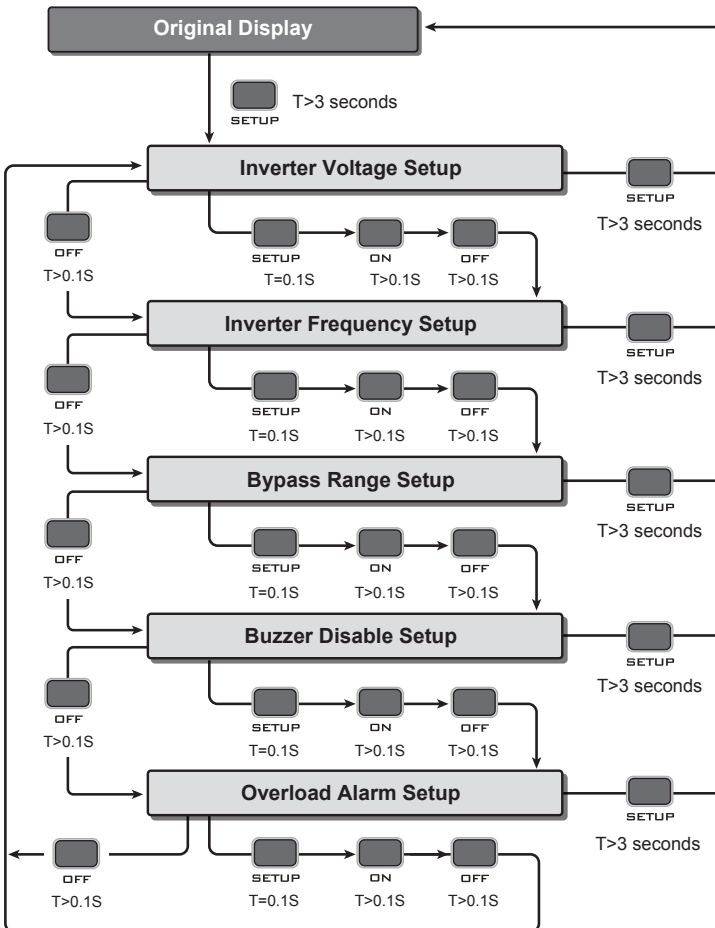 Original Display
T>3 seconds
SETUP
Inverter Voltage Setup
SETUP
T>3 seconds
OFF
T>0.1S
SETUP
ON
OFF
T=0.1S
T>0.1S
T>0.1S
Inverter Frequency Setup
SETUP
T>3 seconds
OFF
T>0.1S
SETUP
ON
OFF
T=0.1S
T>0.1S
T>0.1S
Bypass Range Setup
SETUP
T>3 seconds
OFF
T>0.1S
SETUP
ON
OFF
T=0.1S
T>0.1S
T>0.1S
Buzzer Disable Setup
SETUP
T>3 seconds
OFF
T>0.1S
SETUP
ON
OFF
T=0.1S
T>0.1S
T>0.1S
Overload Alarm Setup
SETUP
T>3 seconds
OFF
T>0.1S
SETUP
ON
OFF
T=0.1S
T>0.1S
T>0.1S